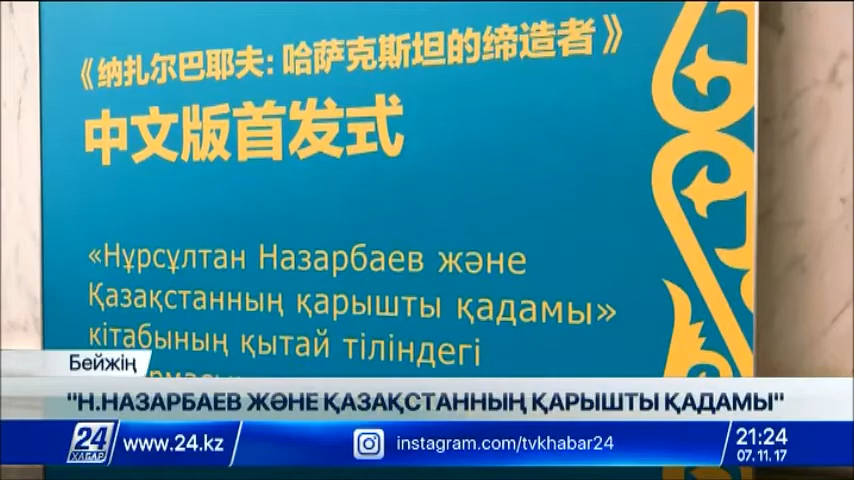 《纳扎尔巴耶夫:哈萨克斯坦的缔造者》
中文版首发式
«Нұрсұлтан Назарбаев және
Қазақстанның қарышты қадамы»
кітабының қытай тіліндегі
Бейжің
"Н.НАЗАРБАЕВ ЖӘНЕ ҚАЗАҚСТАННЫҢ ҚАРЫШТЫ ҚАДАМЫ"
24 ХАБАР www.24.kz instagram.com/tvkhabar24 21:24
07.11.17